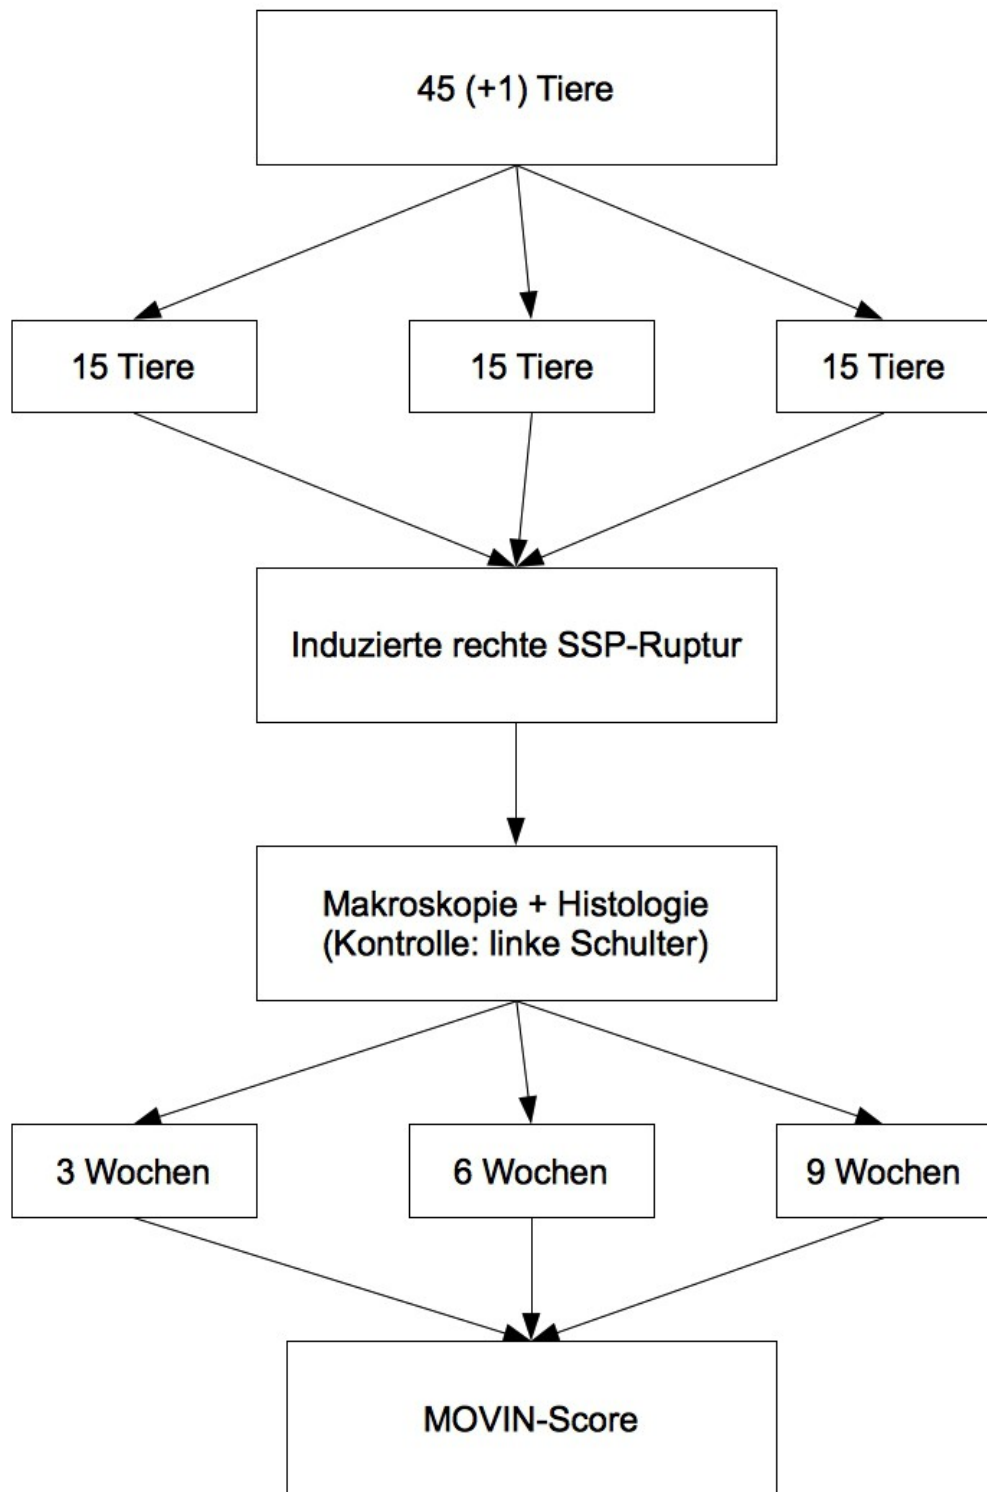 45 (+1) Tiere
15 Tiere
15 Tiere
15 Tiere
Induzierte rechte SSP-Ruptur
Makroskopie + Histologie
(Kontrolle: linke Schulter)
3 Wochen
6 Wochen
9 Wochen
MOVIN-Score